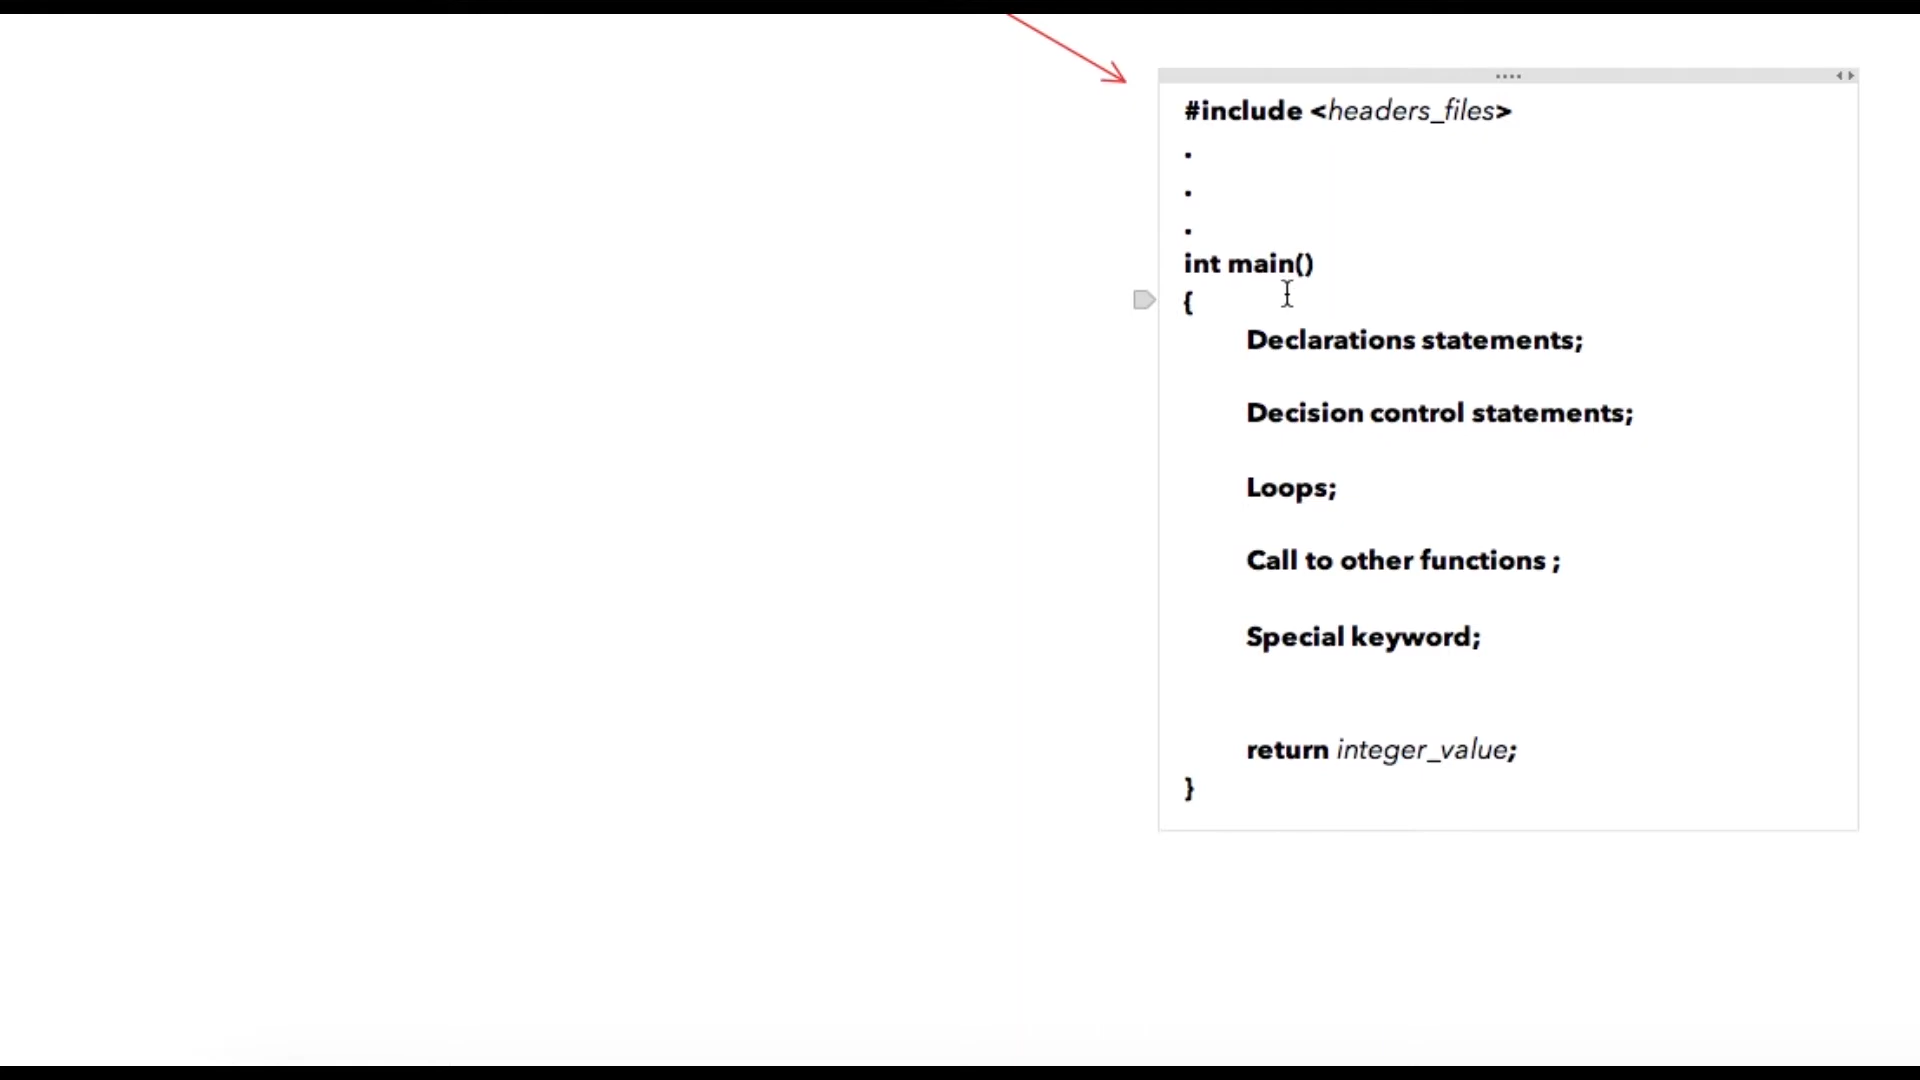 #include <headers_files>
.
.
.
int main()
{
Declarations statements;
Decision control statements;
Loops;
Call to other functions ;
Special keyword;
return integer_value;
}